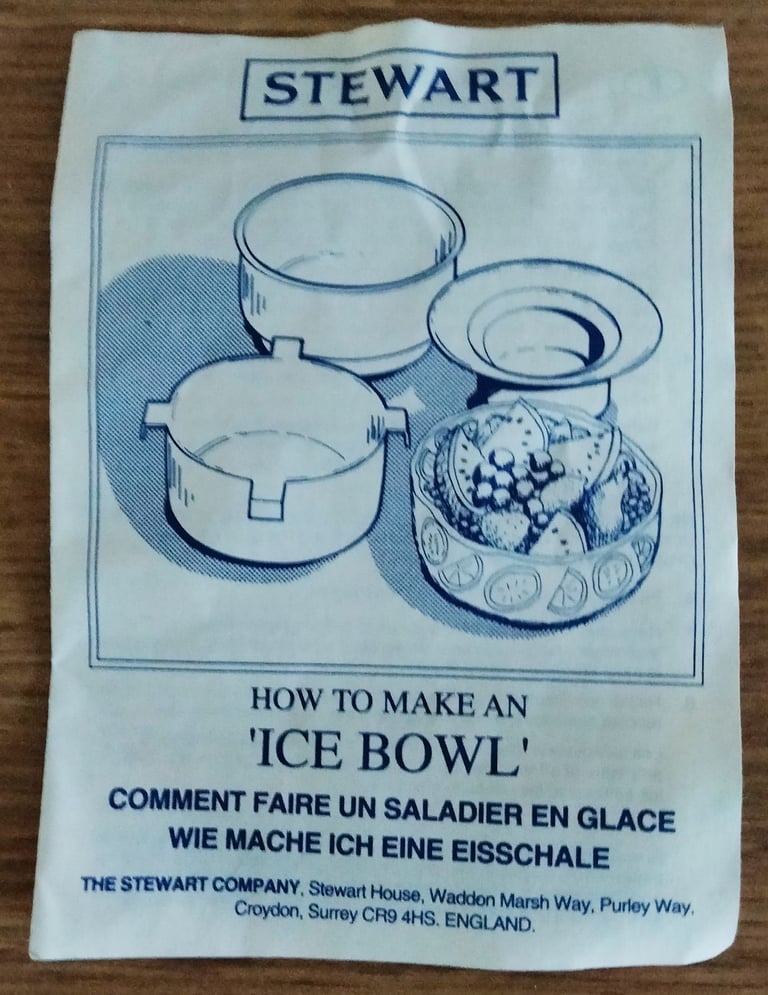 STEWART
HOW TO MAKE AN
'ICE BOWL'
COMMENT FAIRE UN SALADIER EN GLACE
WIE MACHE ICH EINE EISSCHALE
THE STEWART COMPANY, Stewart House, Waddon Marsh Way, Purley Way,
Croydon, Surrey CR9 4HS. ENGLAND.